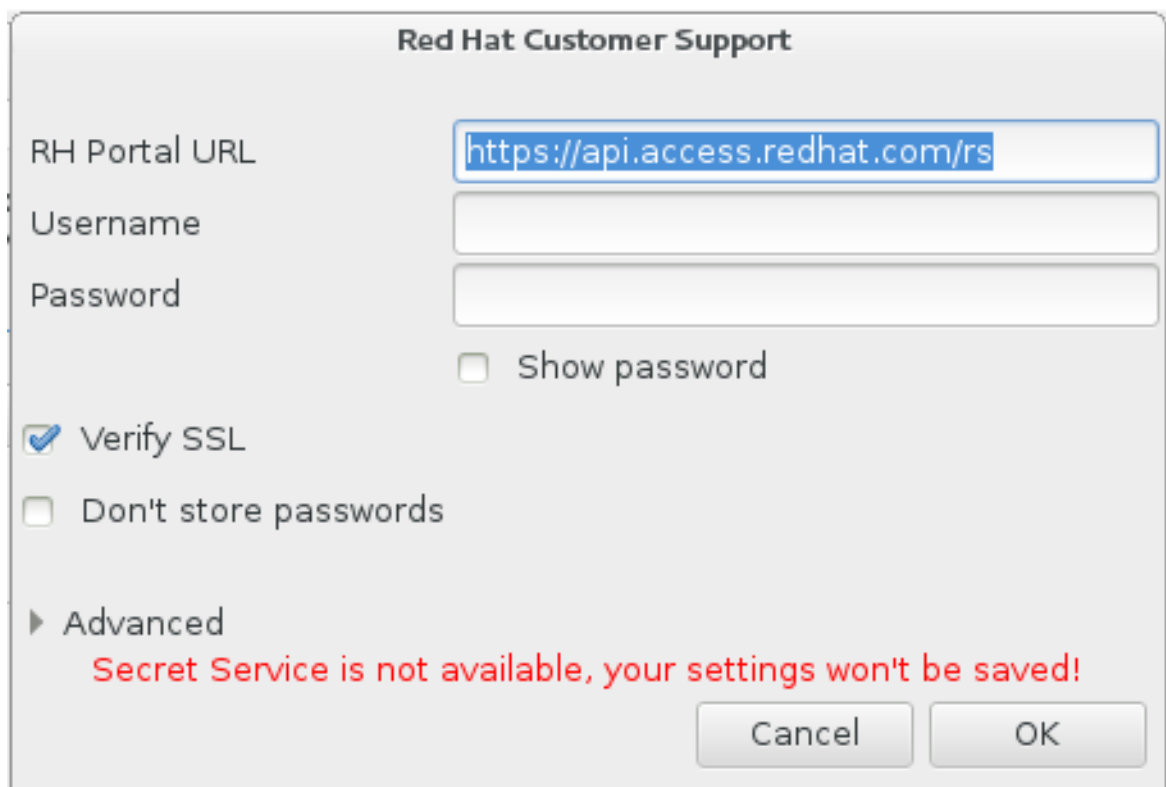 Red Hat Customer Support
RH Portal URL https://api.access.redhat.com/rs
Username
Password
Show password
Verify SSL
Don't store passwords
Advanced
Secret Service is not available, your settings won't be saved!
Cancel OK